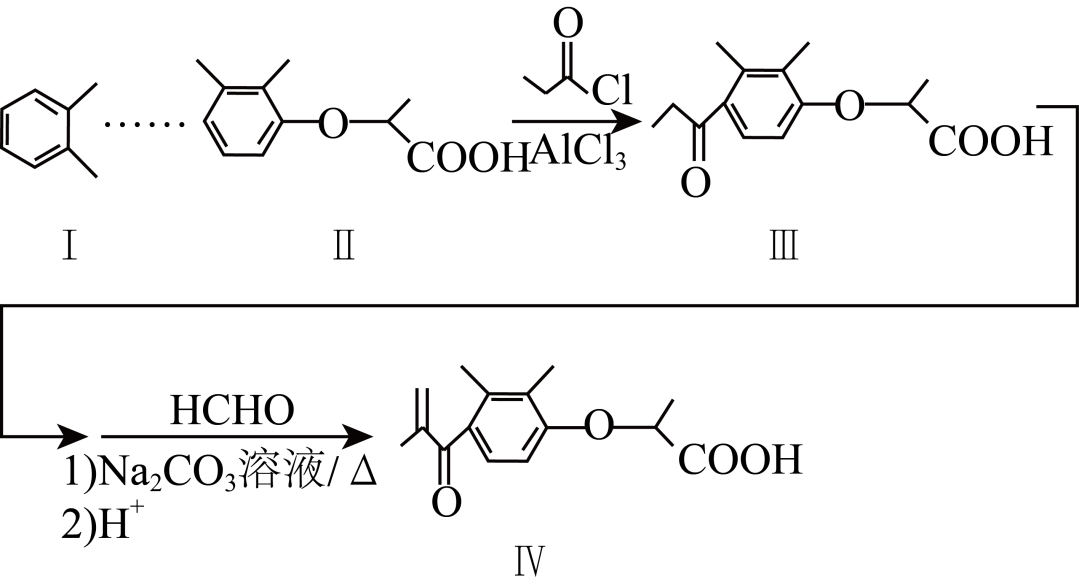 O
Cl
AlCl₃
O
COOH
O
COOH
O
Ⅰ
Ⅱ
Ⅲ
HCHO
1)Na₂CO₃溶液/ Δ
2)H⁺
O
COOH
O
Ⅳ